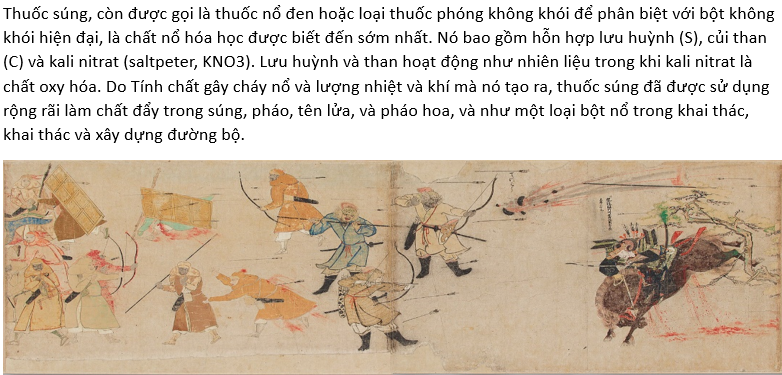 Thuốc súng, còn được gọi là thuốc nổ đen hoặc loại thuốc phóng không khói để phân biệt với bột không
khói hiện đại, là chất nổ hóa học được biết đến sớm nhất. Nó bao gồm hỗn hợp lưu huỳnh (S), củi than
(C) và kali nitrat (saltpeter, KNO3). Lưu huỳnh và than hoạt động như nhiên liệu trong khi kali nitrat là
chất oxy hóa. Do Tính chất gây cháy nổ và lượng nhiệt và khí mà nó tạo ra, thuốc súng đã được sử dụng
rộng rãi làm chất đẩy trong súng, pháo, tên lửa, và pháo hoa, và như một loại bột nổ trong khai thác,
khai thác và xây dựng đường bộ.